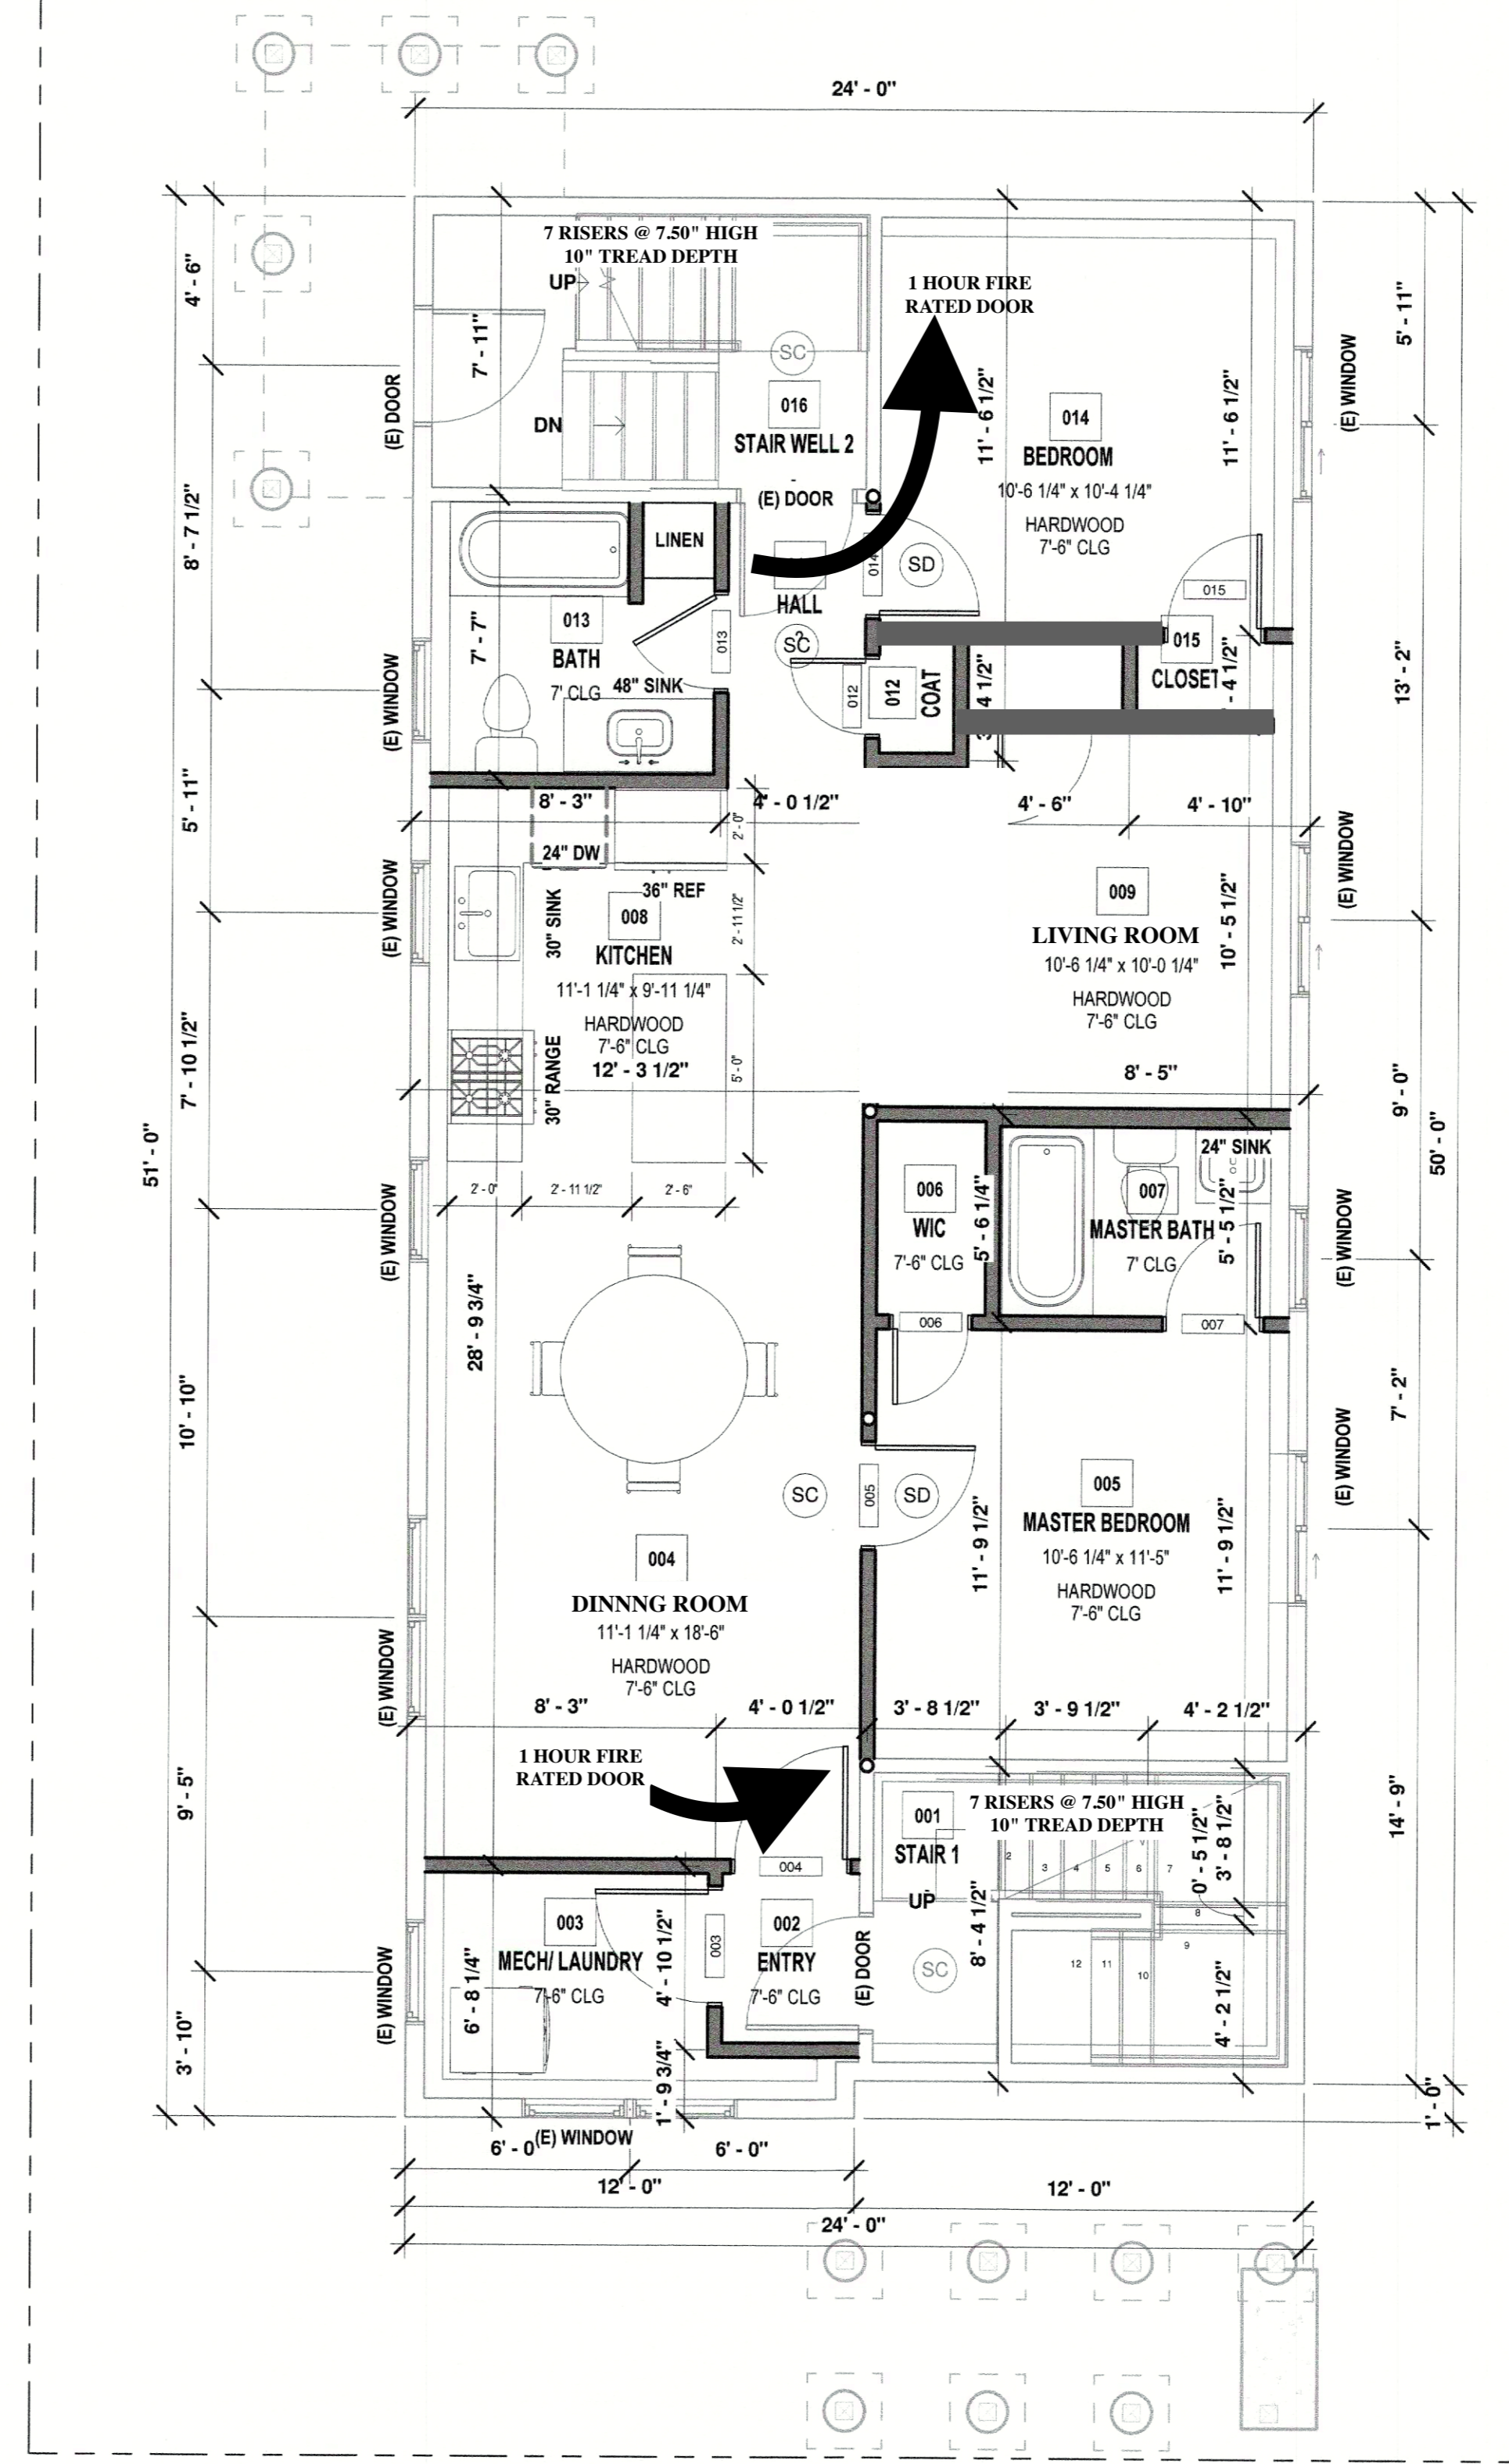 24' - 0"
7 RISERS @ 7.50" HIGH
10" TREAD DEPTH
UP
1 HOUR FIRE
RATED DOOR
4' - 6"
5' - 11"
7' - 11"
(E) DOOR
(E) WINDOW
SC
016
STAIR WELL 2
DN
11' - 6 1/2"
11' - 6 1/2"
014
BEDROOM
10'-6 1/4" x 10'-4 1/4"
HARDWOOD
7'-6" CLG
-
(E) DOOR
8' - 7 1/2"
LINEN
014
SD
HALL
015
013
BATH
7' CLG
48" SINK
7' - 7"
013
SC
012
012
COAT
015
CLOSET
13' - 2"
(E) WINDOW
5' - 11"
8' - 3"
4' - 0 1/2"
4' - 6"
4' - 10"
2' - 0"
24" DW
36" REF
(E) WINDOW
30" SINK
008
KITCHEN
11'-1 1/4" x 9'-11 1/4"
HARDWOOD
7'-6" CLG
12' - 3 1/2"
2' - 11 1/2"
5' - 0"
30" RANGE
009
LIVING ROOM
10'-6 1/4" x 10'-0 1/4"
HARDWOOD
7'-6" CLG
10' - 5 1/2"
8' - 5"
(E) WINDOW
7' - 10 1/2"
9' - 0"
51' - 0"
50' - 0"
24" SINK
2' - 0"
2' - 11 1/2"
2' - 6"
006
WIC
7'-6" CLG
5' - 6 1/4"
007
MASTER BATH
7' CLG
5' - 5 1/2"
(E) WINDOW
(E) WINDOW
006
007
28' - 9 3/4"
10' - 10"
7' - 2"
(E) WINDOW
SC
005
SD
005
MASTER BEDROOM
10'-6 1/4" x 11'-5"
HARDWOOD
7'-6" CLG
11' - 9 1/2"
11' - 9 1/2"
004
DINNNG ROOM
11'-1 1/4" x 18'-6"
HARDWOOD
7'-6" CLG
(E) WINDOW
8' - 3"
4' - 0 1/2"
3' - 8 1/2"
3' - 9 1/2"
4' - 2 1/2"
1 HOUR FIRE
RATED DOOR
9' - 5"
14' - 9"
001
STAIR 1
7 RISERS @ 7.50" HIGH
10" TREAD DEPTH
0' - 5 1/2"
3' - 8 1/2"
2
3
4
5
6
7
8
9
10
11
12
004
UP
8' - 4 1/2"
003
MECH/ LAUNDRY
7'-6" CLG
4' - 10 1/2"
003
002
ENTRY
7'-6" CLG
(E) DOOR
SC
6' - 8 1/4"
4' - 2 1/2"
(E) WINDOW
3' - 10"
1' - 9 3/4"
1' - 0"
6' - 0
(E) WINDOW
6' - 0"
12' - 0"
12' - 0"
24' - 0"